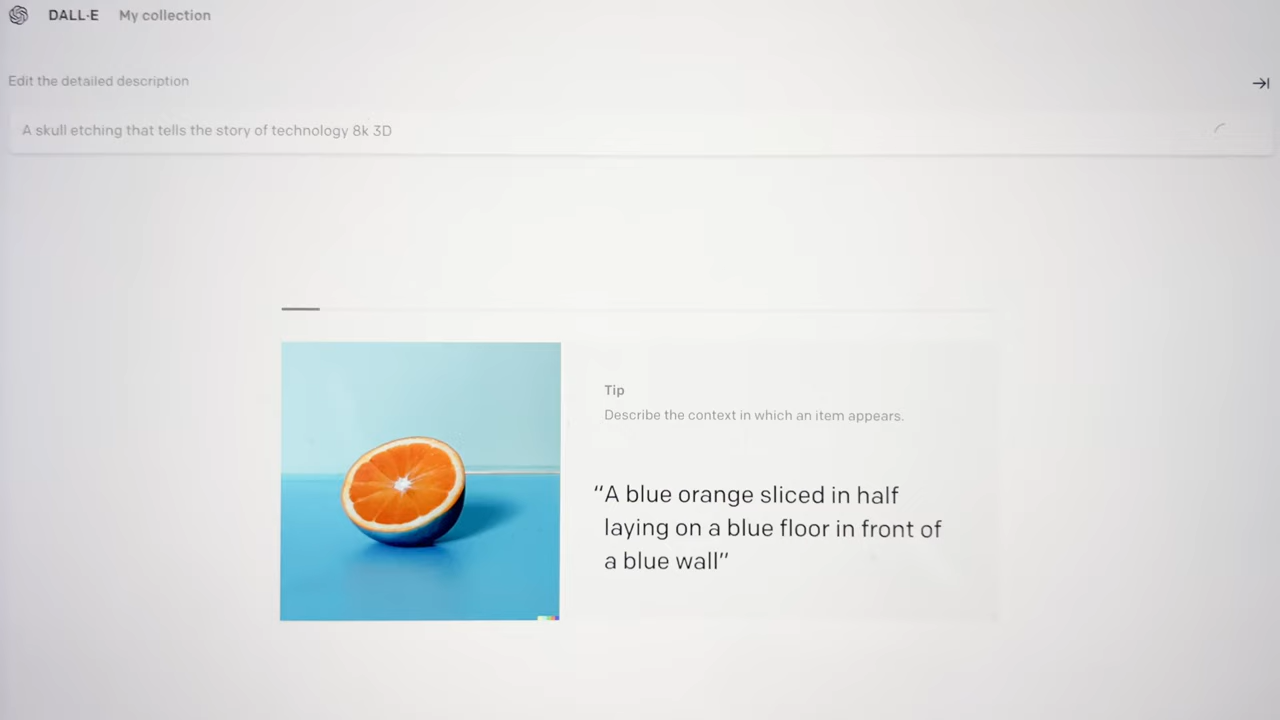 DALL·E My collection
Edit the detailed description
A skull etching that tells the story of technology 8k 3D
Tip
Describe the context in which an item appears.
“A blue orange sliced in half
laying on a blue floor in front of
a blue wall”